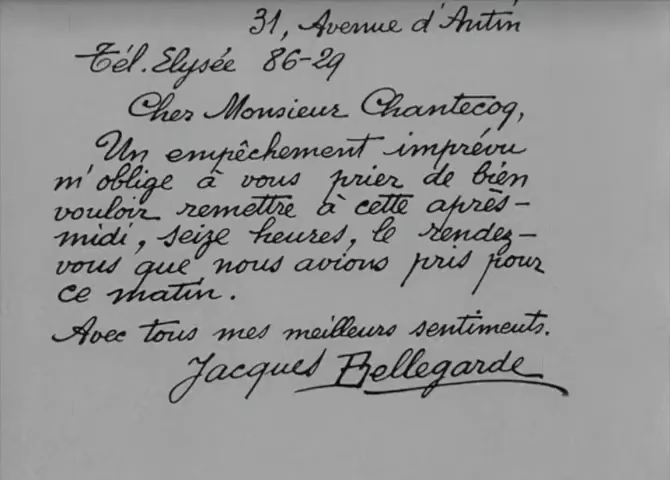 31, Avenue d'Antin
Tél. Elysée 86-29
Cher Monsieur Chantecoq,
Un empêchement imprévu
m'oblige à vous prier de bien
vouloir remettre à cette après-
midi, seize heures, le rendez-
vous que nous avions pris pour
ce matin.
Avec tous mes meilleurs sentiments.
Jacques Bellegarde